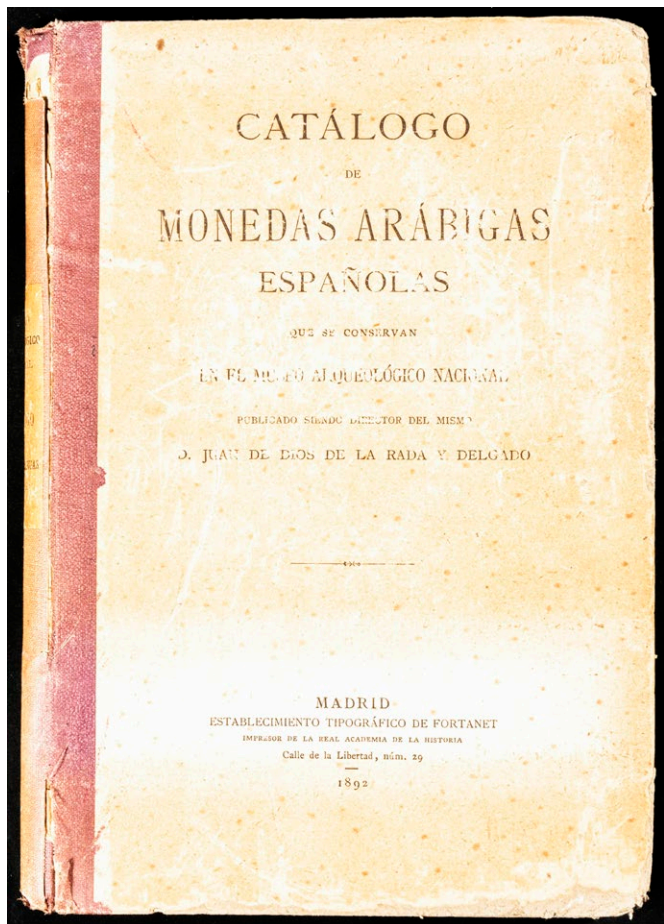 CATÁLOGO
DE
MONEDAS ARÁBIGAS
ESPAÑOLAS
QUE SE CONSERVAN
EN EL MUSEO ARQUEOLÓGICO NACIONAL
PUBLICADO SIENDO DIRECTOR DEL MISMO
D. JUAN DE DIOS DE LA RADA Y DELGADO
MADRID
ESTABLECIMIENTO TIPOGRÁFICO DE FORTANET
IMPRESOR DE LA REAL ACADEMIA DE LA HISTORIA
Calle de la Libertad, núm. 29
1892